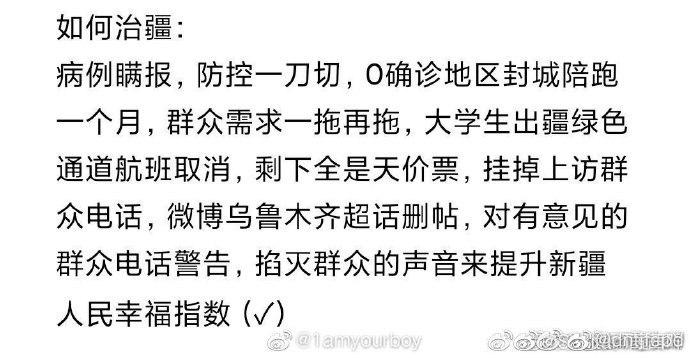 如何治疆：
病例瞒报，防控一刀切，0确诊地区封城陪跑
一个月，群众需求一拖再拖，大学生出疆绿色
通道航班取消，剩下全是天价票，挂掉上访群
众电话，微博乌鲁木齐超话删帖，对有意见的
群众电话警告，掐灭群众的声音来提升新疆
人民幸福指数（√）
@1amyourboy